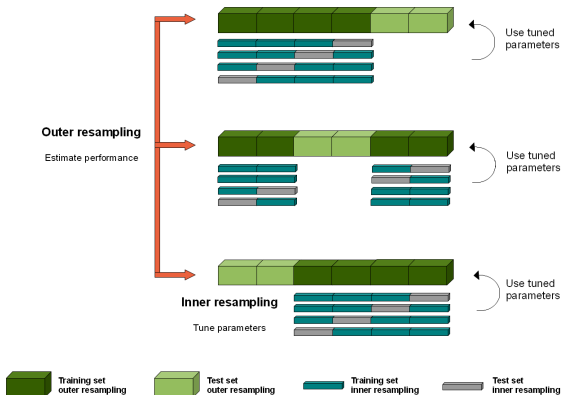 Use tuned
parameters
Outer resampling
Estimate performance
Use tuned
parameters
Use tuned
parameters
Inner resampling
Tune parameters
Training set
outer resampling
Test set
outer resampling
Training set
inner resampling
Test set
inner resampling